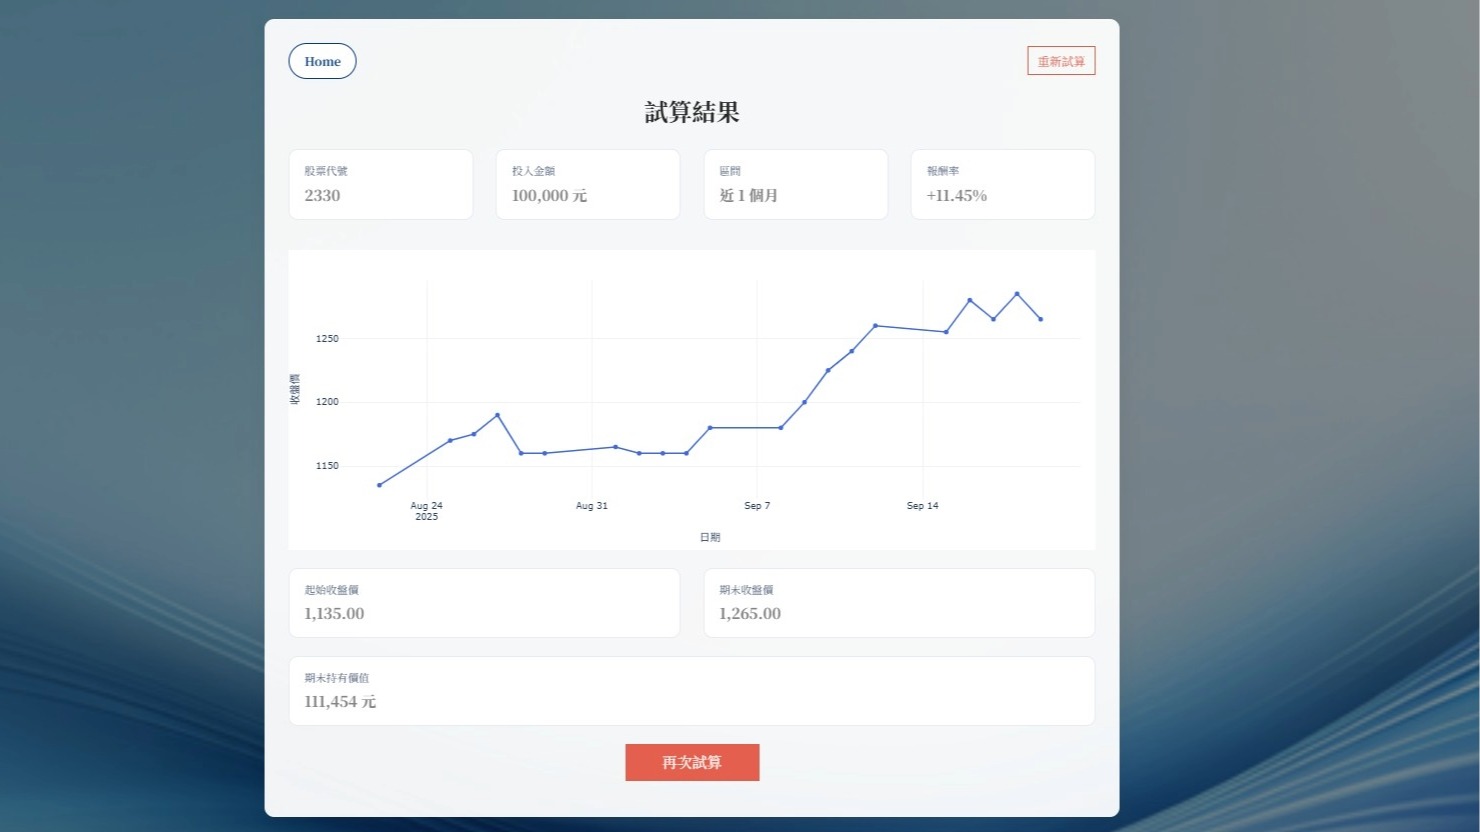 Home
重新試算
試算結果
股票代號
2330
投入金額
100,000 元
區間
近 1 個月
報酬率
+11.45%
1250
1200
1150
收盤價
Aug 24
2025
Aug 31
Sep 7
Sep 14
日期
起始收盤價
1,135.00
期末收盤價
1,265.00
期末持有價值
111,454 元
再次試算